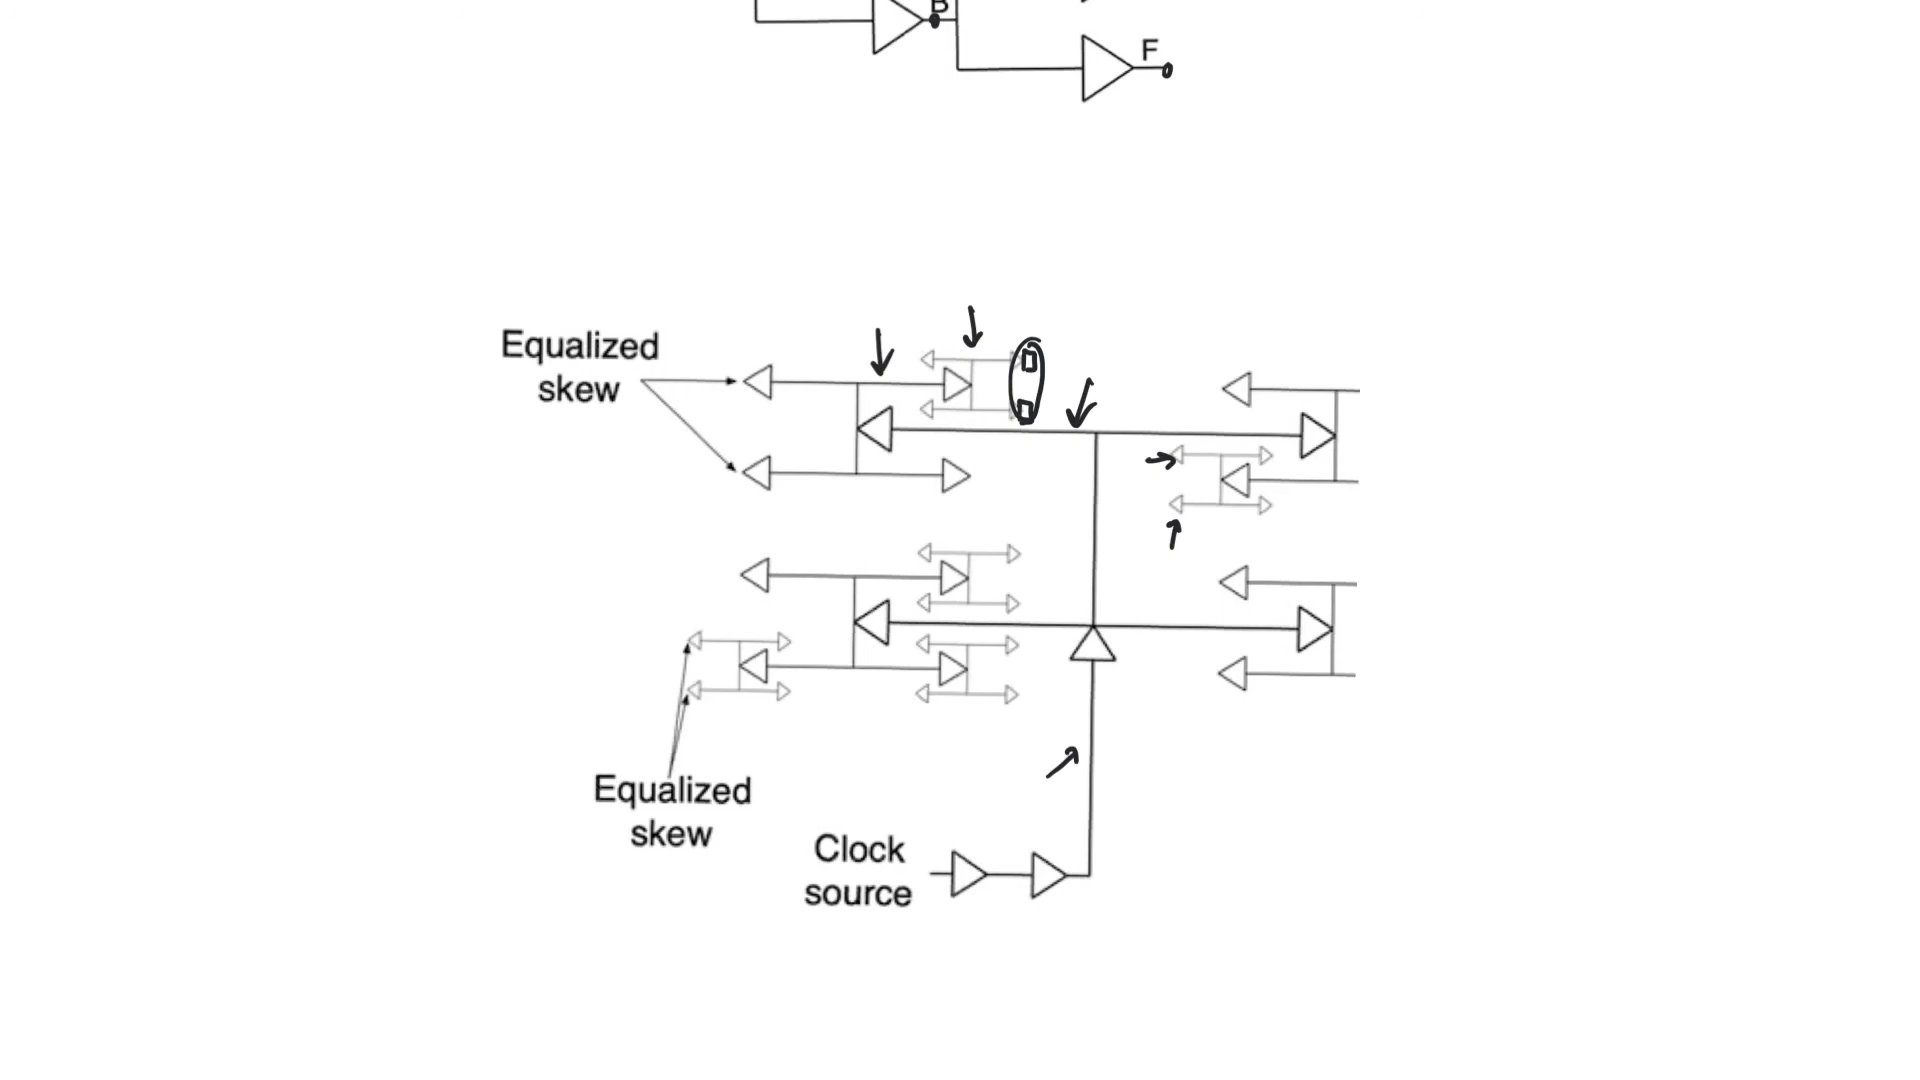 B
F
Equalized
skew
Equalized
skew
Clock
source